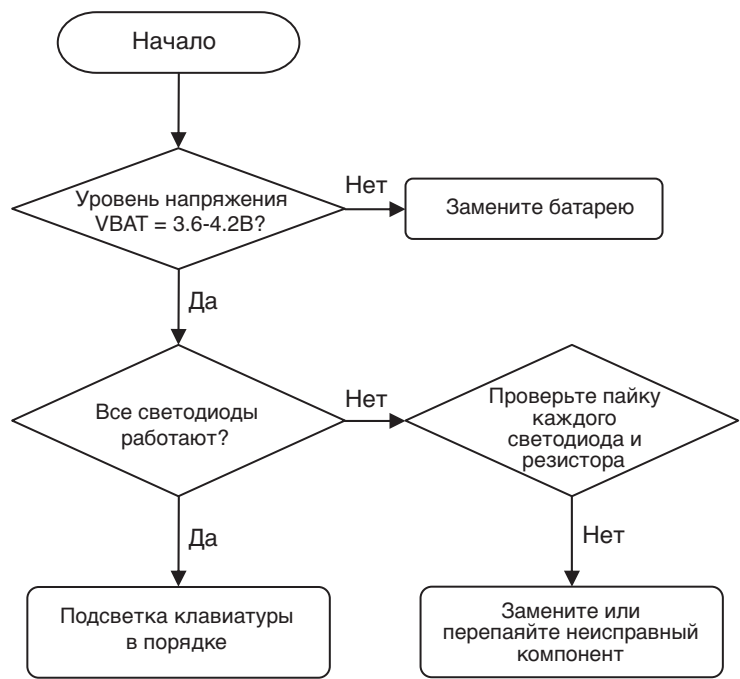 Начало
Уровень напряжения
VBAT = 3.6-4.2В?
Нет
Замените батарею
Да
Все светодиоды
работают?
Нет
Проверьте пайку
каждого
светодиода и
резистора
Да
Нет
Подсветка клавиатуры
в порядке
Замените или
перепаяйте неисправный
компонент